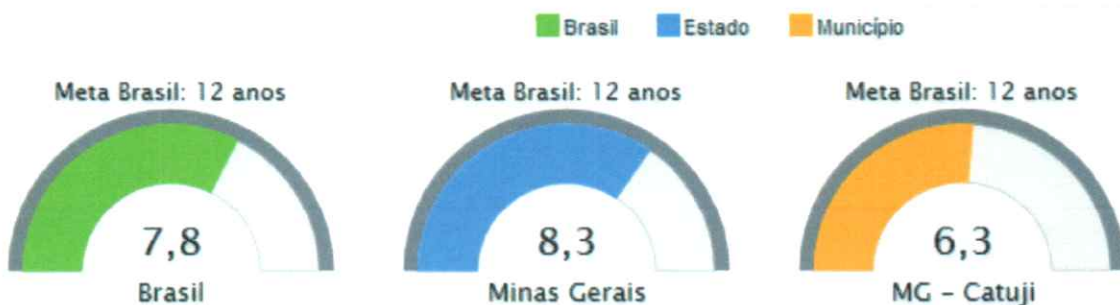 Brasil Estado Município
Meta Brasil: 12 anos Meta Brasil: 12 anos Meta Brasil: 12 anos
7,8 8,3 6,3
Brasil Minas Gerais MG – Catuji